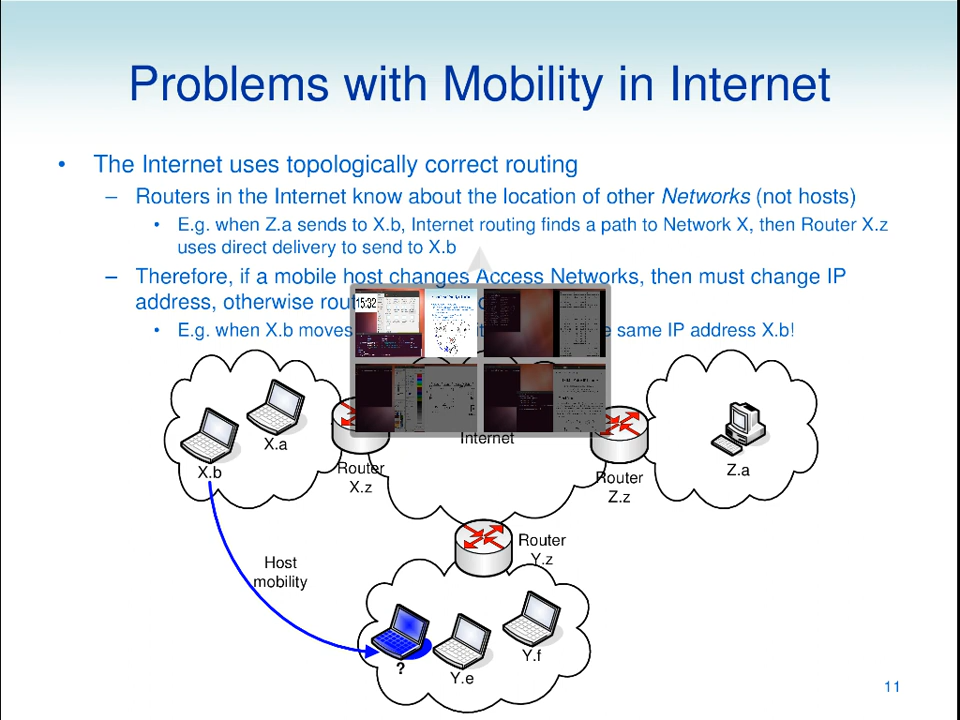 Problems with Mobility in Internet
• The Internet uses topologically correct routing
– Routers in the Internet know about the location of other Networks (not hosts)
• E.g. when Z.a sends to X.b, Internet routing finds a path to Network X, then Router X.z
uses direct delivery to send to X.b
– Therefore, if a mobile host changes Access Networks, then must change IP
address, otherwise
• E.g. when X.b moves same IP address X.b!
15:32
X.a
X.b
Router
X.z
Internet
Router
Z.z
Z.a
Router
Y.z
Host
mobility
?
Y.e
Y.f
11